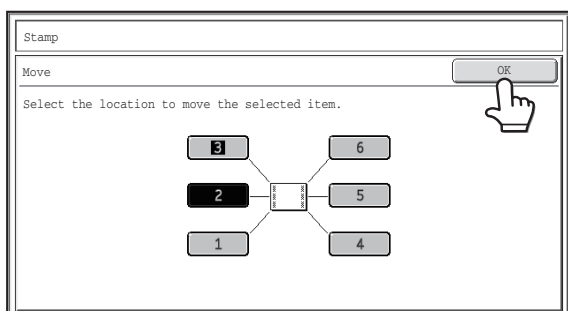 Stamp
Move
OK
Select the location to move the selected item.
3 6
2 5
1 4